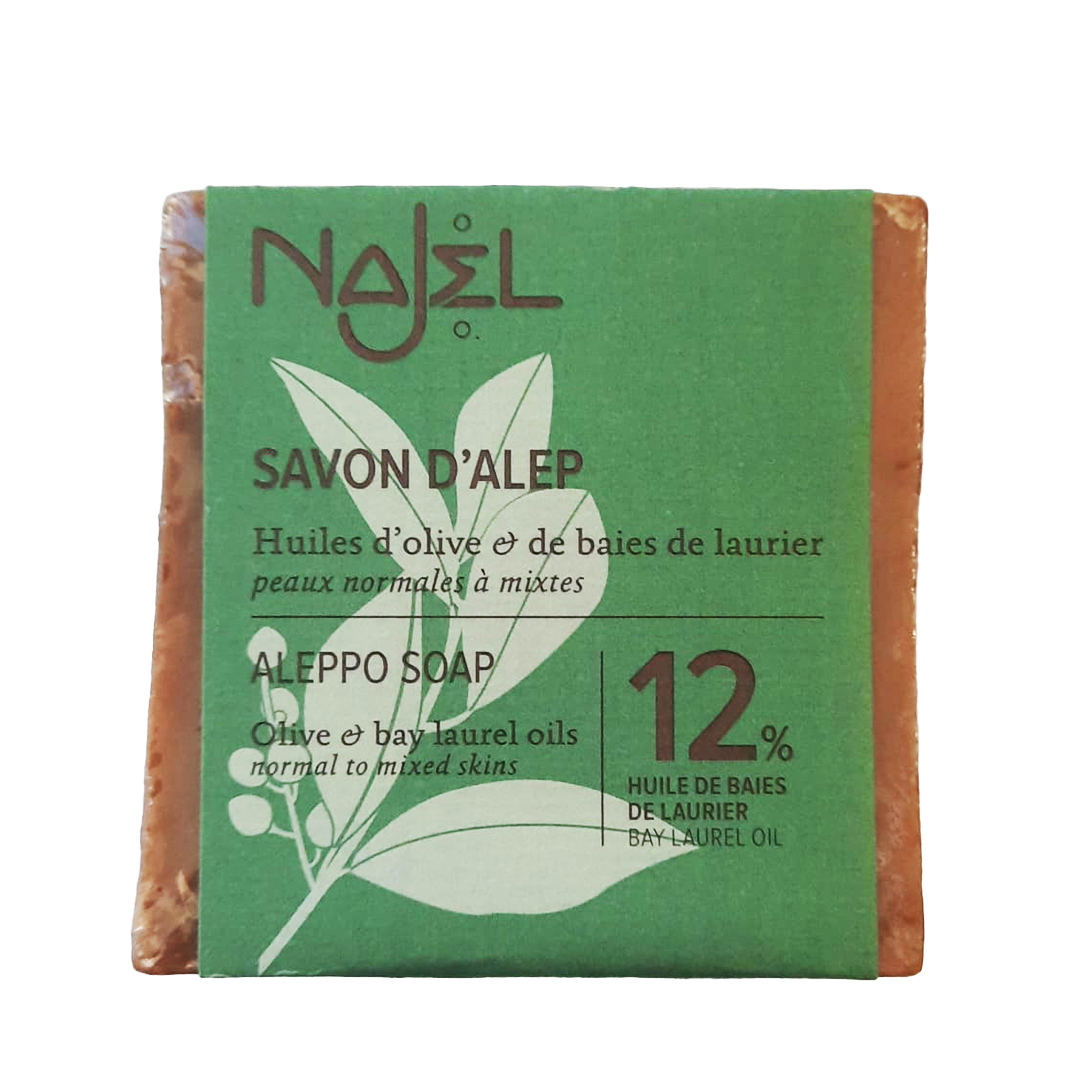 NAJEL
SAVON D'ALEP
Huiles d'olive & de baies de laurier
peaux normales à mixtes
ALEPPO SOAP
Olive & bay laurel oils
normal to mixed skins
12%
HUILE DE BAIES
DE LAURIER
BAY LAUREL OIL